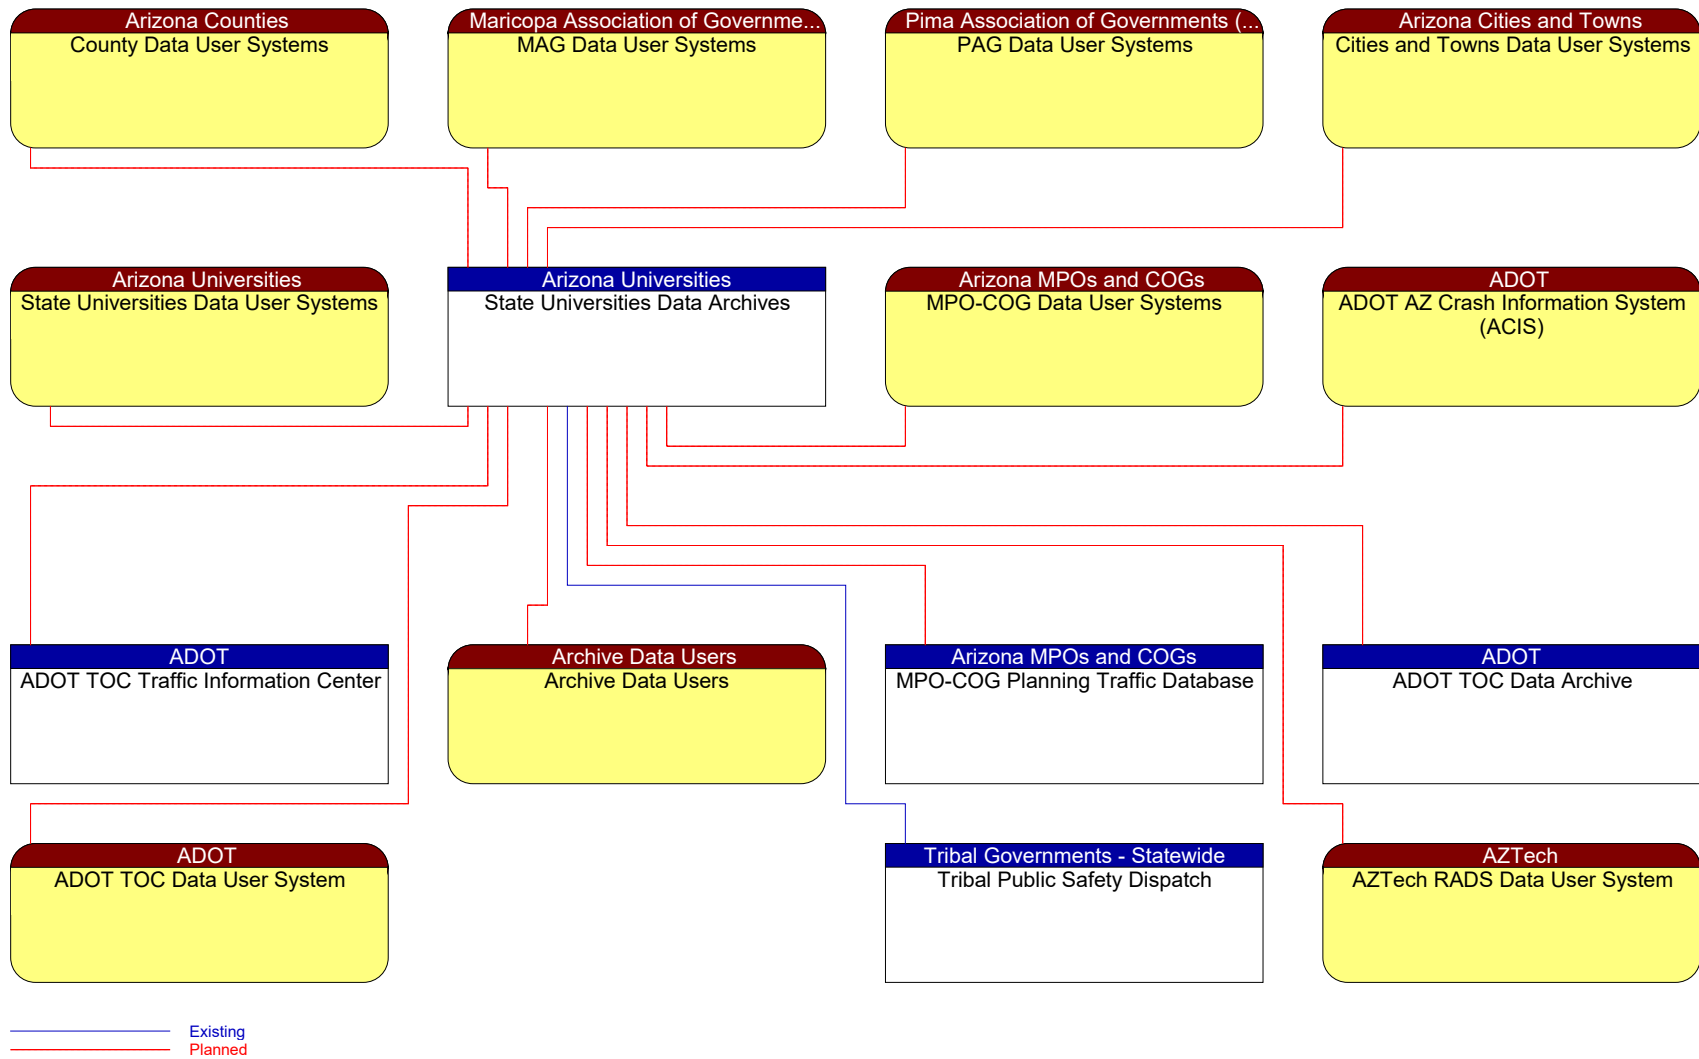 Arizona Counties
County Data User Systems
Maricopa Association of Governme...
MAG Data User Systems
Pima Association of Governments (...
PAG Data User Systems
Arizona Cities and Towns
Cities and Towns Data User Systems
Arizona Universities
State Universities Data User Systems
Arizona Universities
State Universities Data Archives
Arizona MPOs and COGs
MPO-COG Data User Systems
ADOT
ADOT AZ Crash Information System
(ACIS)
ADOT
ADOT TOC Traffic Information Center
Archive Data Users
Archive Data Users
Arizona MPOs and COGs
MPO-COG Planning Traffic Database
ADOT
ADOT TOC Data Archive
ADOT
ADOT TOC Data User System
Tribal Governments - Statewide
Tribal Public Safety Dispatch
AZTech
AZTech RADS Data User System
Existing
Planned